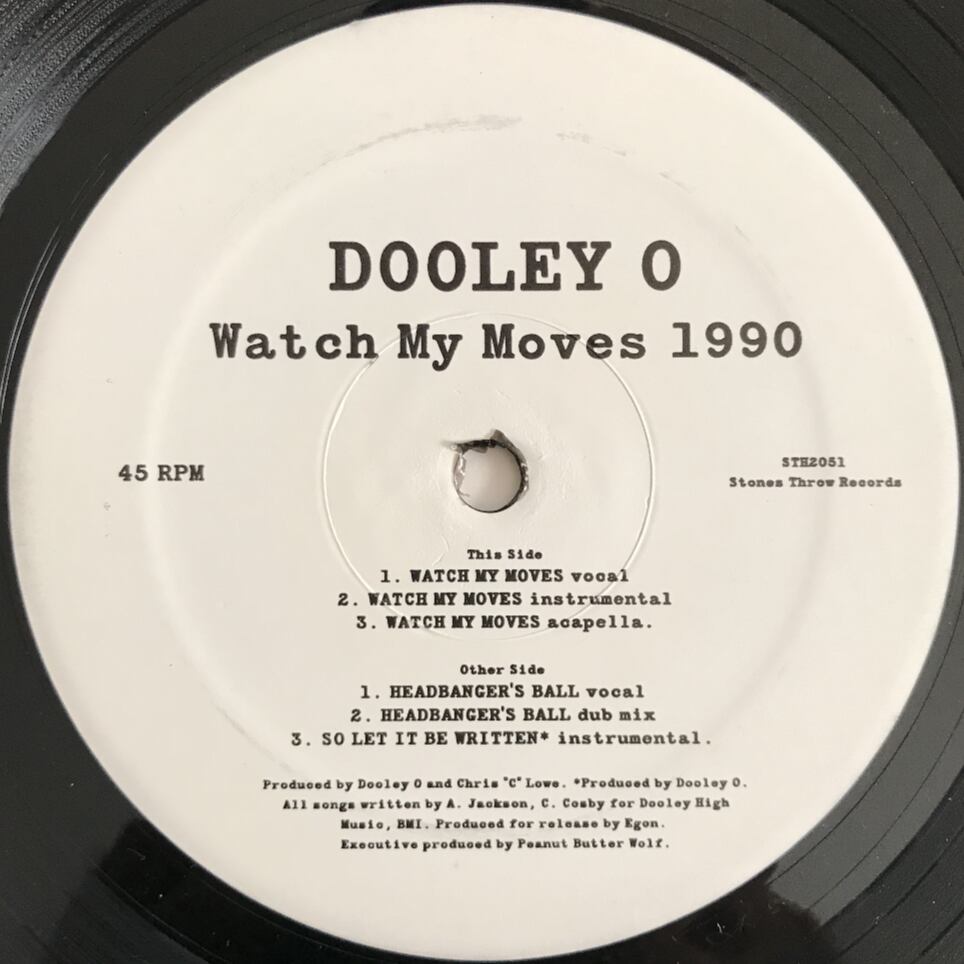 DOOLEY O
Watch My Moves 1990
45 RPM
STH2051
Stones Throw Records
This Side
1. WATCH MY MOVES vocal
2. WATCH MY MOVES instrumental
3. WATCH MY MOVES acapella.
Other Side
1. HEADBANGER'S BALL vocal
2. HEADBANGER'S BALL dub mix
3. SO LET IT BE WRITTEN* instrumental.
Produced by Dooley O and Chris "C" Lowe. *Produced by Dooley O.
All songs written by A. Jackson, C. Cosby for Dooley High
Music, BMI. Produced for release by Egon.
Executive produced by Peanut Butter Wolf.